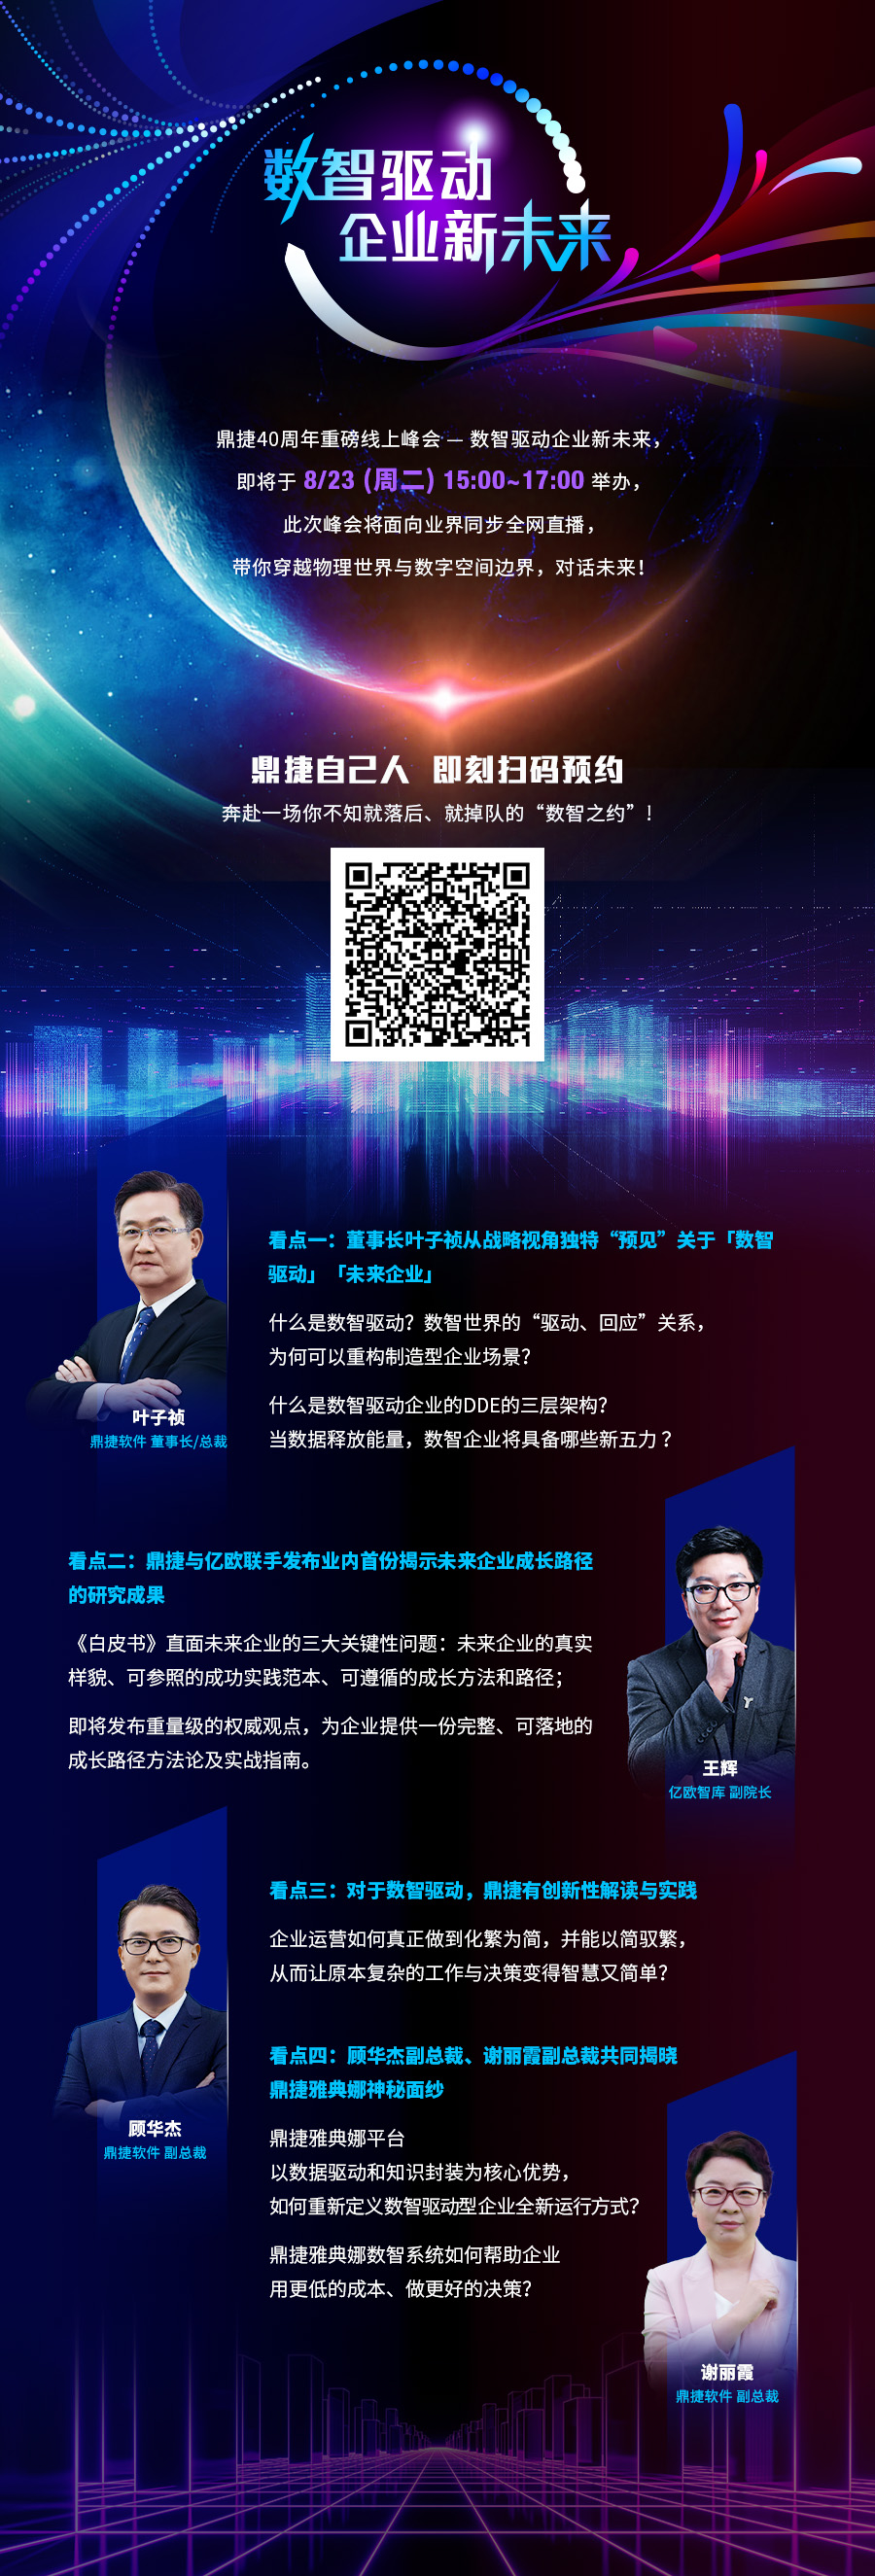 数智驱动
企业新未来
鼎捷40周年重磅线上峰会 — 数智驱动企业新未来，
即将于 8/23 (周二) 15:00~17:00 举办，
此次峰会将面向业界同步全网直播，
带你穿越物理世界与数字空间边界，对话未来！
鼎捷自己人 即刻扫码预约
奔赴一场你不知就落后、就掉队的“数智之约”!
看点一：董事长叶子祯从战略视角独特“预见”关于「数智
驱动」「未来企业」
什么是数智驱动？数智世界的“驱动、回应”关系，
为何可以重构制造型企业场景？
什么是数智驱动企业的DDE的三层架构？
当数据释放能量，数智企业将具备哪些新五力？
叶子祯
鼎捷软件 董事长/总裁
看点二：鼎捷与亿欧联手发布业内首份揭示未来企业成长路径
的研究成果
《白皮书》直面未来企业的三大关键性问题：未来企业的真实
样貌、可参照的成功实践范本、可遵循的成长方法和路径；
即将发布重量级的权威观点，为企业提供一份完整、可落地的
成长路径方法论及实战指南。
王辉
亿欧智库 副院长
看点三：对于数智驱动，鼎捷有创新性解读与实践
企业运营如何真正做到化繁为简，并能以简驭繁，
从而让原本复杂的工作与决策变得智慧又简单？
顾华杰
鼎捷软件 副总裁
看点四：顾华杰副总裁、谢丽霞副总裁共同揭晓
鼎捷雅典娜神秘面纱
鼎捷雅典娜平台
以数据驱动和知识封装为核心优势，
如何重新定义数智驱动型企业全新运行方式？
鼎捷雅典娜数智系统如何帮助企业
用更低的成本、做更好的决策？
谢丽霞
鼎捷软件 副总裁